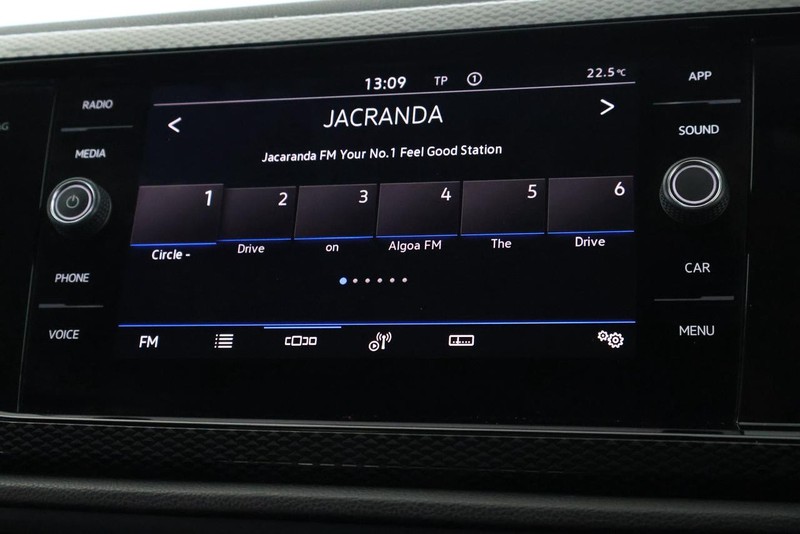 13:09 TP 1 22.5°C
JACRANDA
Jacaranda FM Your No.1 Feel Good Station
1 2 3 4 5 6
Circle - Drive on Algoa FM The Drive
FM
RADIO
MEDIA
PHONE
VOICE
APP
SOUND
CAR
MENU